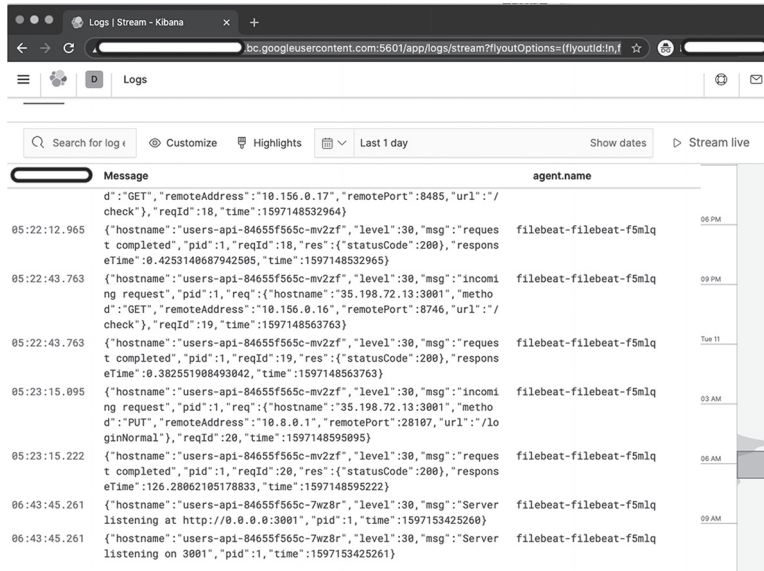 Logs | Stream - Kibana
.bc.googleusercontent.com:5601/app/logs/stream?flyoutOptions=(flyoutId:!n,f
D Logs
Search for log e Customize Highlights Last 1 day Show dates Stream live
Message agent.name
d":"GET","remoteAddress":"10.156.0.17","remotePort":8485,"url":"/
check"},"reqId":18,"time":1597148532964}
06 PM
05:22:12.965 {"hostname":"users-api-84655f565c-mv2zf","level":30,"msg":"reques filebeat-filebeat-f5mlq
t completed","pid":1,"reqId":18,"res":{"statusCode":200},"respons
eTime":0.4253140687942505,"time":1597148532965}
05:22:43.763 {"hostname":"users-api-84655f565c-mv2zf","level":30,"msg":"incomi filebeat-filebeat-f5mlq
09 PM
ng request","pid":1,"req":{"hostname":"35.198.72.13:3001","metho
d":"GET","remoteAddress":"10.156.0.16","remotePort":8746,"url":"/
check"},"reqId":19,"time":1597148563763}
Tue 11
05:22:43.763 {"hostname":"users-api-84655f565c-mv2zf","level":30,"msg":"reques filebeat-filebeat-f5mlq
t completed","pid":1,"reqId":19,"res":{"statusCode":200},"respons
eTime":0.382551908493042,"time":1597148563763}
05:23:15.095 {"hostname":"users-api-84655f565c-mv2zf","level":30,"msg":"incomi filebeat-filebeat-f5mlq
03 AM
ng request","pid":1,"req":{"hostname":"35.198.72.13:3001","metho
d":"PUT","remoteAddress":"10.8.0.1","remotePort":28107,"url":"/lo
ginNormal"},"reqId":20,"time":1597148595095}
05:23:15.222 {"hostname":"users-api-84655f565c-mv2zf","level":30,"msg":"reques filebeat-filebeat-f5mlq
06 AM
t completed","pid":1,"reqId":20,"res":{"statusCode":200},"respons
eTime":126.28062105178833,"time":1597148595222}
06:43:45.261 {"hostname":"users-api-84655f565c-7wz8r","level":30,"msg":"Server filebeat-filebeat-f5mlq
listening at http://0.0.0.0:3001","pid":1,"time":1597153425260}
09 AM
06:43:45.261 {"hostname":"users-api-84655f565c-7wz8r","level":30,"msg":"Server filebeat-filebeat-f5mlq
listening on 3001","pid":1,"time":1597153425261}